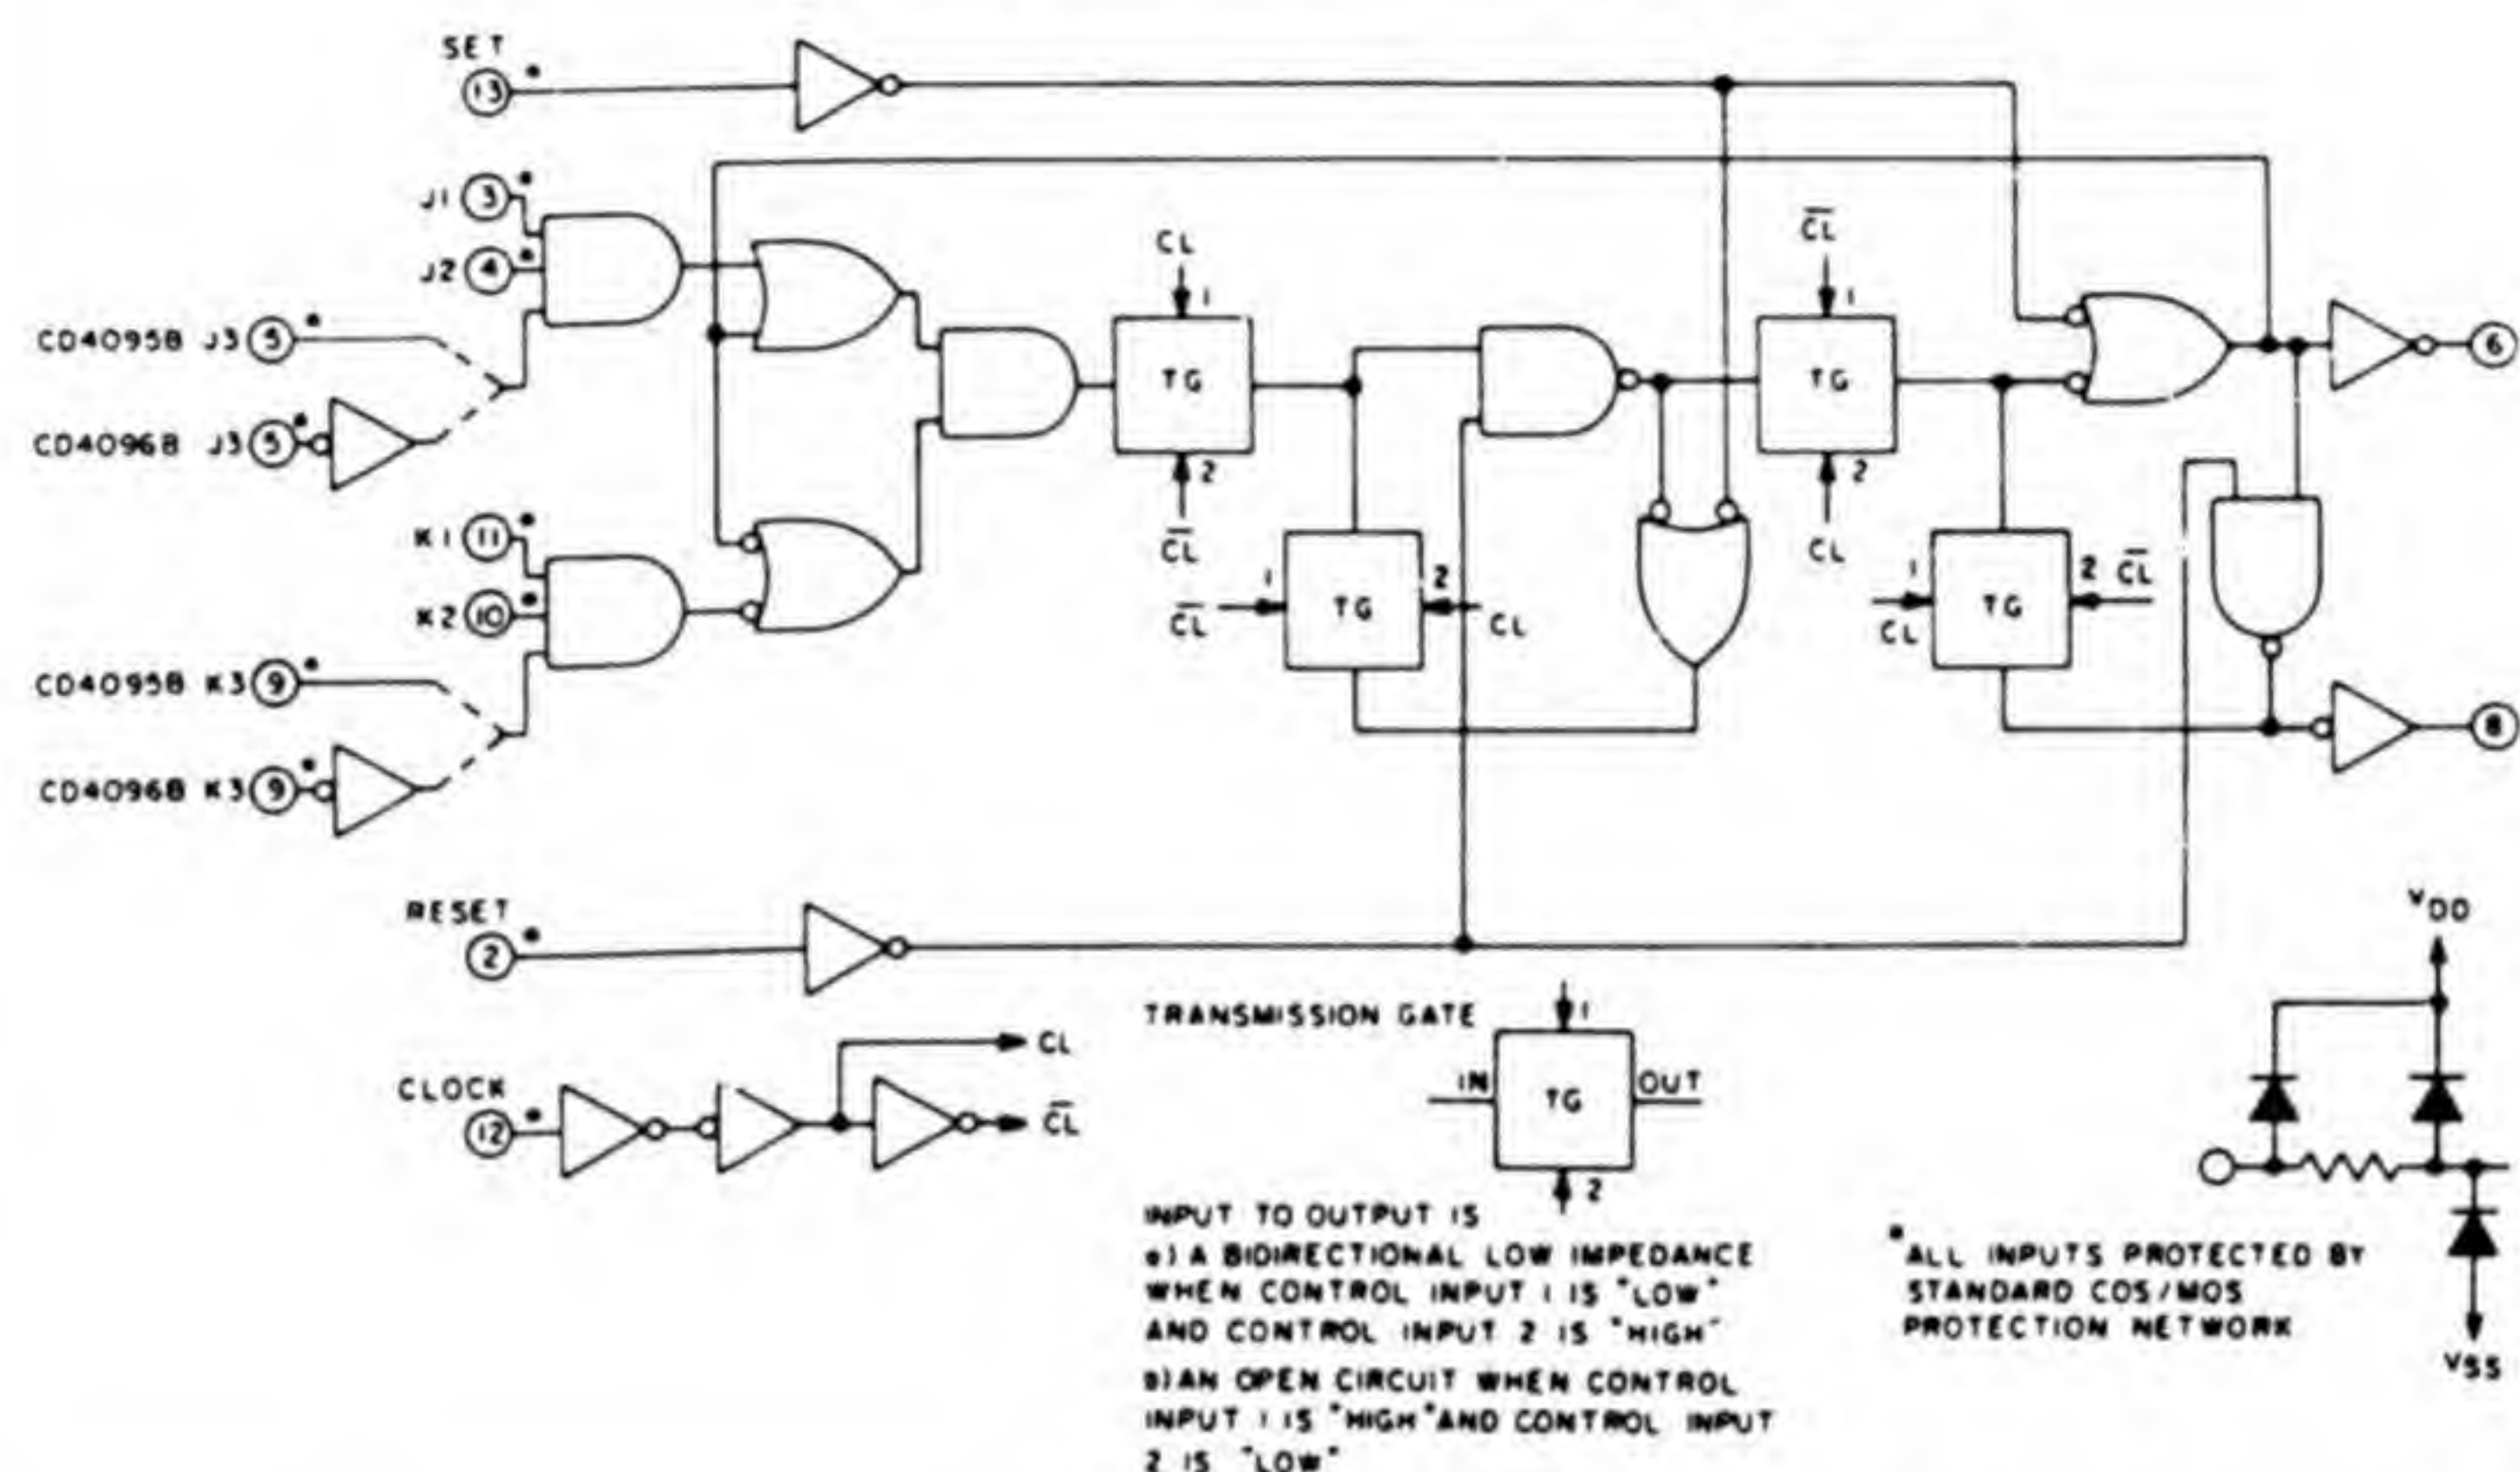 SET
13 *
J1 3 *
J2 4 *
CD4095B J3 5 *
CD4096B J3 5 *
K1 11 *
K2 10 *
CD4095B K3 9 *
CD4096B K3 9 *
CL
1
TG
2
C̅L̅
1
TG
2
C̅L̅
CL
C̅L̅
1
TG
2
CL
1
TG
2
CL
C̅L̅
6
8
RESET
2 *
CLOCK
12 *
CL
C̅L̅
TRANSMISSION GATE
1
IN
TG
OUT
2
INPUT TO OUTPUT IS
a) A BIDIRECTIONAL LOW IMPEDANCE
WHEN CONTROL INPUT 1 IS "LOW"
AND CONTROL INPUT 2 IS "HIGH"
b) AN OPEN CIRCUIT WHEN CONTROL
INPUT 1 IS "HIGH" AND CONTROL INPUT
2 IS "LOW"
VDD
VSS
* ALL INPUTS PROTECTED BY
STANDARD COS/MOS
PROTECTION NETWORK